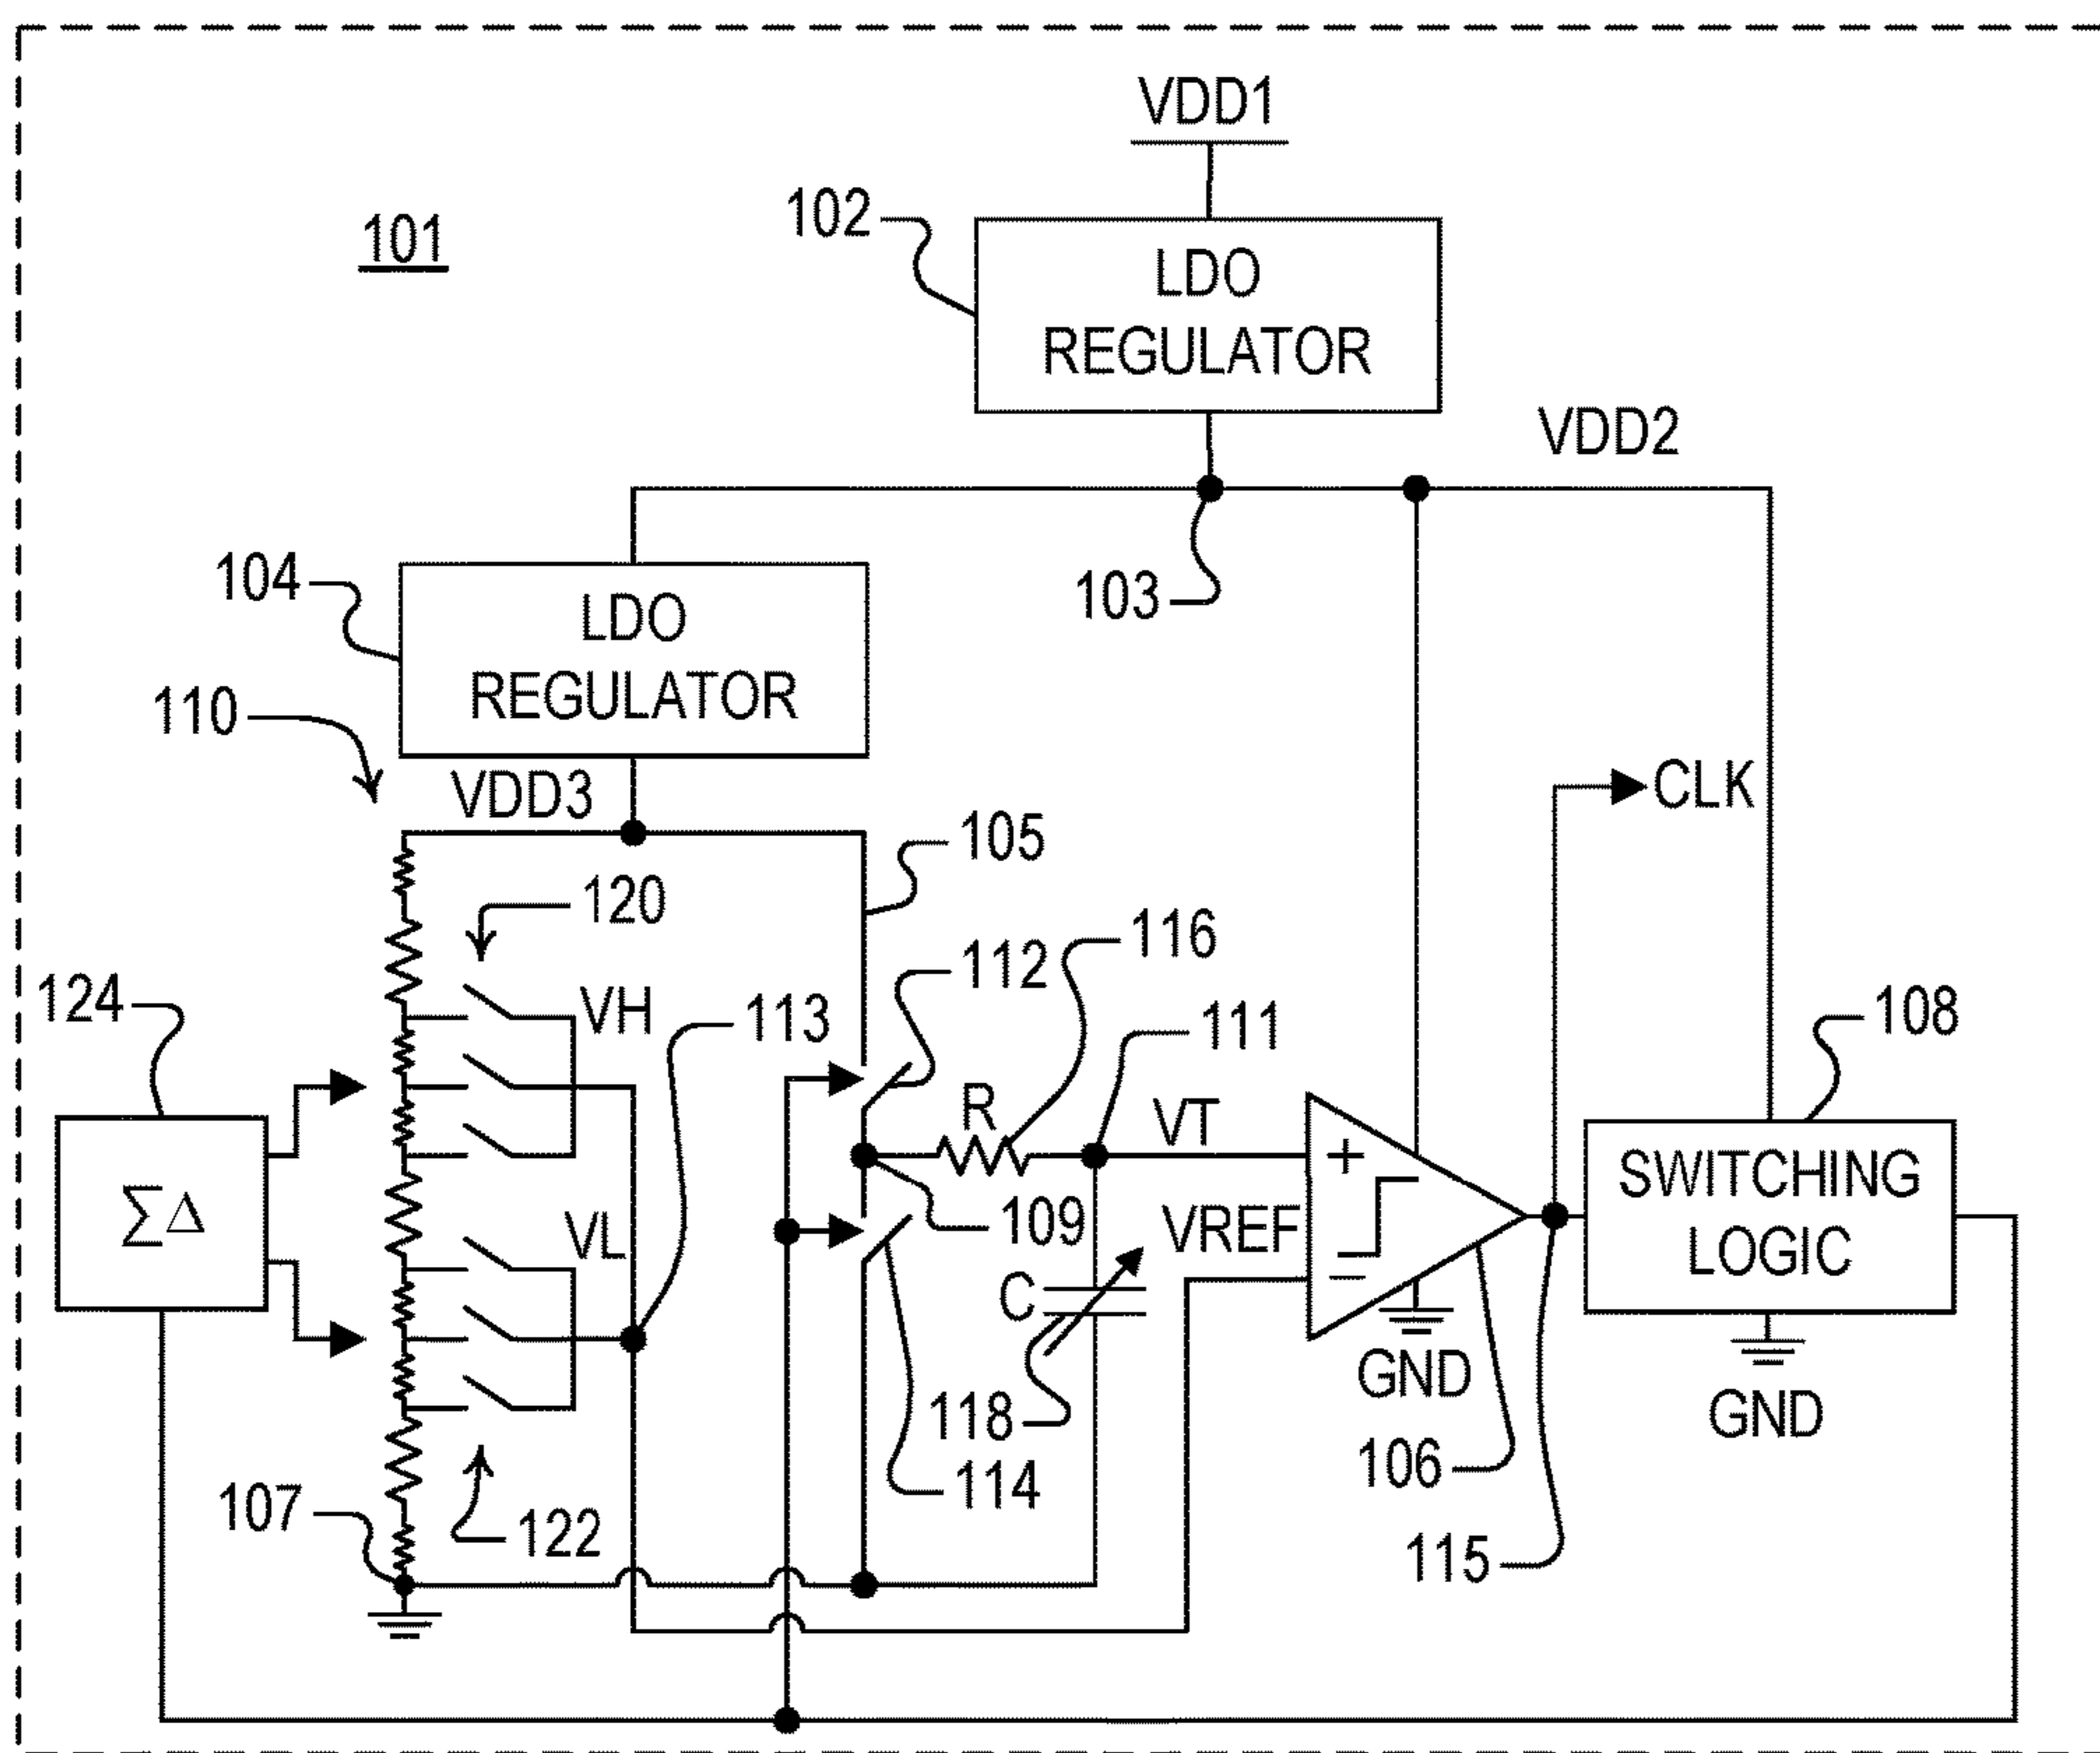 VDD1
102
101
LDO
REGULATOR
VDD2
104
LDO
REGULATOR
103
110
VDD3
CLK
105
120
116
112
124
VH
113
111
108
R
VT
+
ΣΔ
SWITCHING
LOGIC
109
VREF
VL
C
−
GND
118
GND
106
114
107
122
115